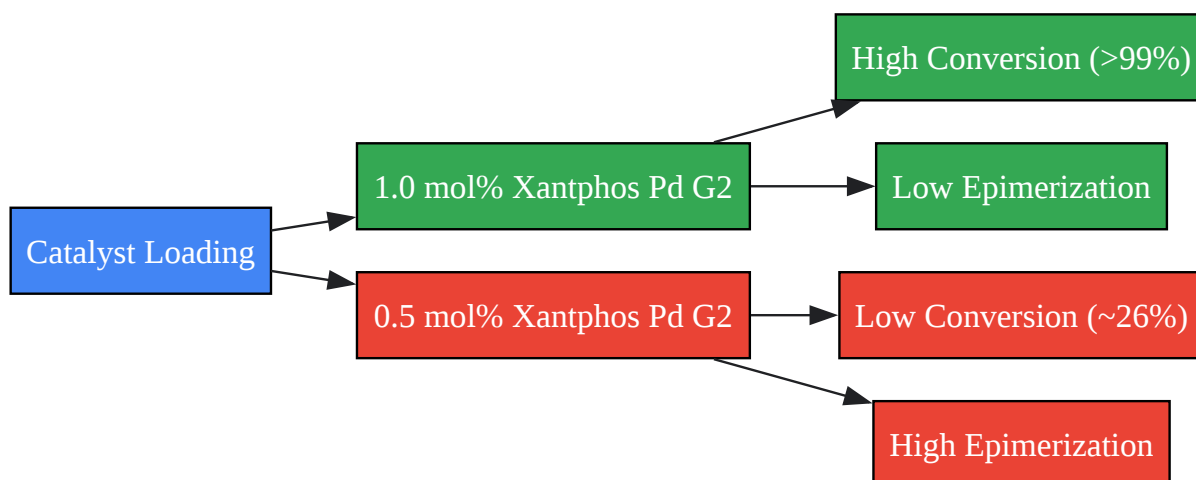 High Conversion (>99%)
1.0 mol% Xantphos Pd G2
Low Epimerization
Catalyst Loading
0.5 mol% Xantphos Pd G2
Low Conversion (~26%)
High Epimerization